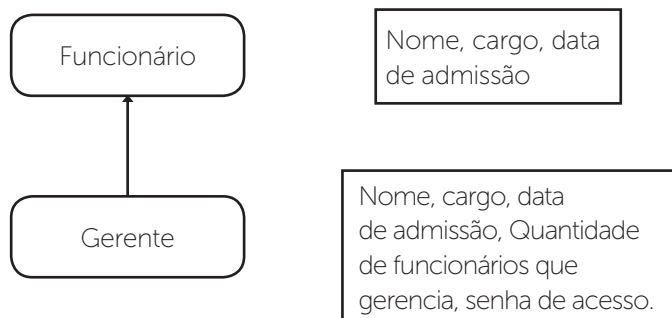 Funcionário
Nome, cargo, data
de admissão
Gerente
Nome, cargo, data
de admissão, Quantidade
de funcionários que
gerencia, senha de acesso.